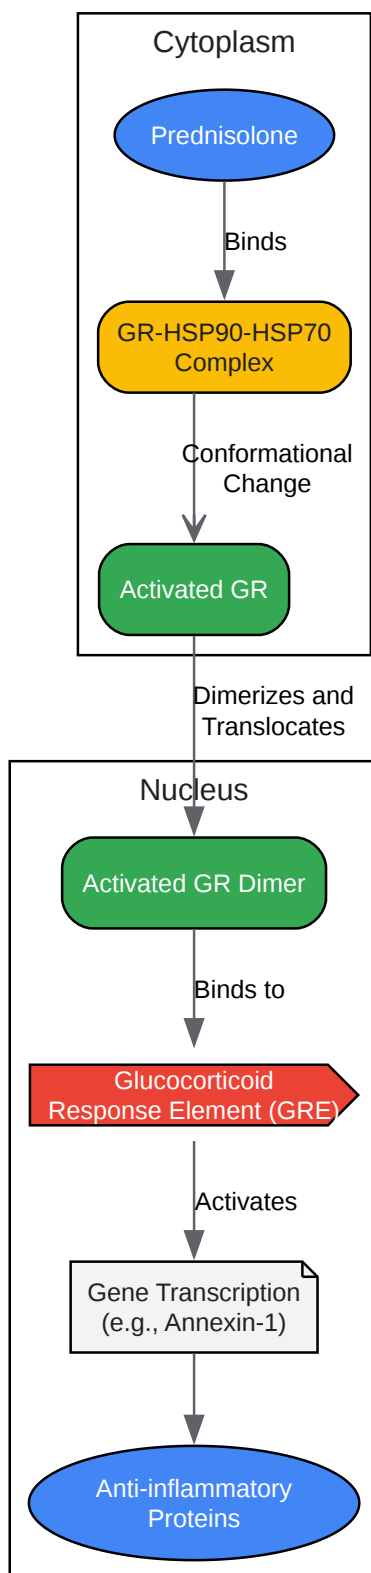 Cytoplasm
Prednisolone
Binds
GR-HSP90-HSP70
Complex
Conformational
Change
Activated GR
Dimerizes and
Translocates
Nucleus
Activated GR Dimer
Binds to
Glucocorticoid
Response Element (GRE)
Activates
Gene Transcription
(e.g., Annexin-1)
Anti-inflammatory
Proteins